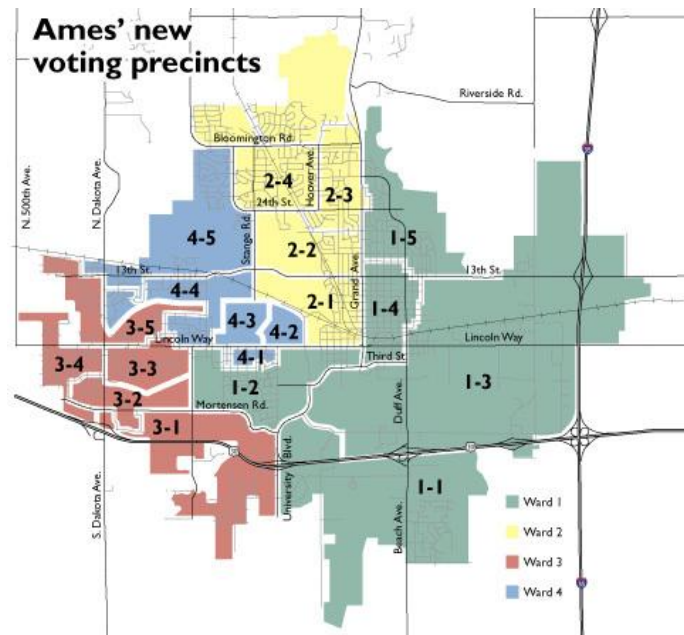 Ames' new
voting precincts
Riverside Rd.
Bloomington Rd.
N. 500th Ave.
N. Dakota Ave.
Hoover Ave.
2-4
2-3
24th St.
Stange Rd.
4-5
2-2
1-5
Grand Ave.
13th St.
13th St.
4-4
2-1
1-4
4-3
4-2
3-5
Lincoln Way
Lincoln Way
4-1
Third St.
3-4
3-3
1-2
1-3
3-2
Mortensen Rd.
Duff Ave.
3-1
University Blvd.
S. Dakota Ave.
1-1
Beach Ave.
Ward 1
Ward 2
Ward 3
Ward 4